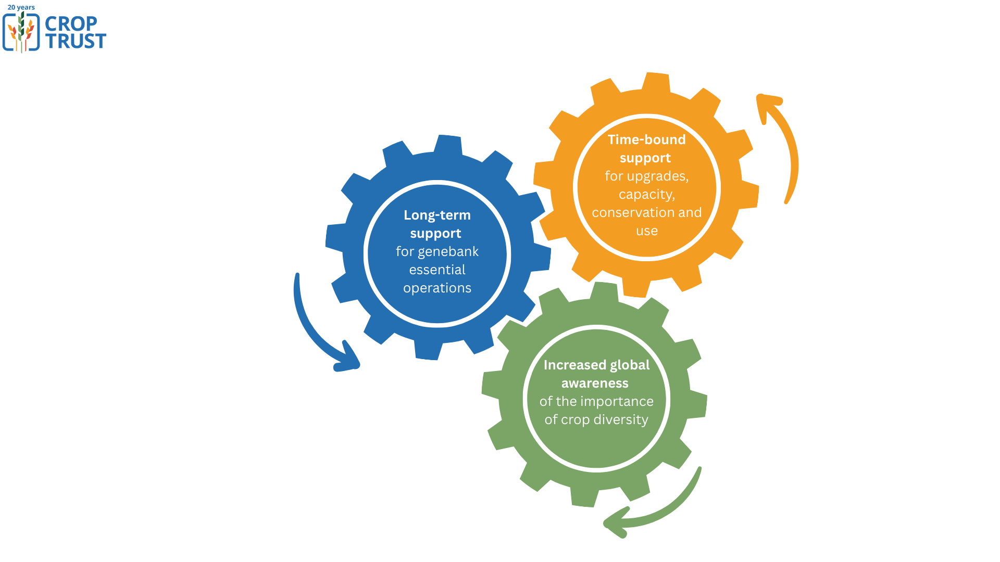 20 years
CROP
TRUST
Long-term
support
for genebank
essential
operations
Time-bound
support
for upgrades,
capacity,
conservation and
use
Increased global
awareness
of the importance
of crop diversity